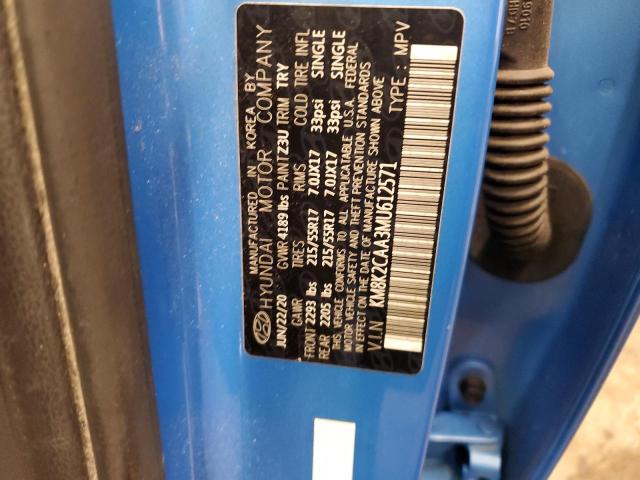 MANUFACTURED IN KOREA BY
HYUNDAI MOTOR COMPANY
JUN/22/20 GVWR 4189 lbs PAINT Z3U TRIM TRY
GAWR TIRES RIMS COLD TIRE INFL
FRONT 2293 lbs 215/55R17 7.0JX17 33psi SINGLE
REAR 2205 lbs 215/55R17 7.0JX17 33psi SINGLE
THIS VEHICLE CONFORMS TO ALL APPLICABLE U.S.A. FEDERAL
MOTOR VEHICLE SAFETY AND THEFT PREVENTION STANDARDS
IN EFFECT ON THE DATE OF MANUFACTURE SHOWN ABOVE
V.I.N KM8K2CAA3MU612571 TYPE : MPV